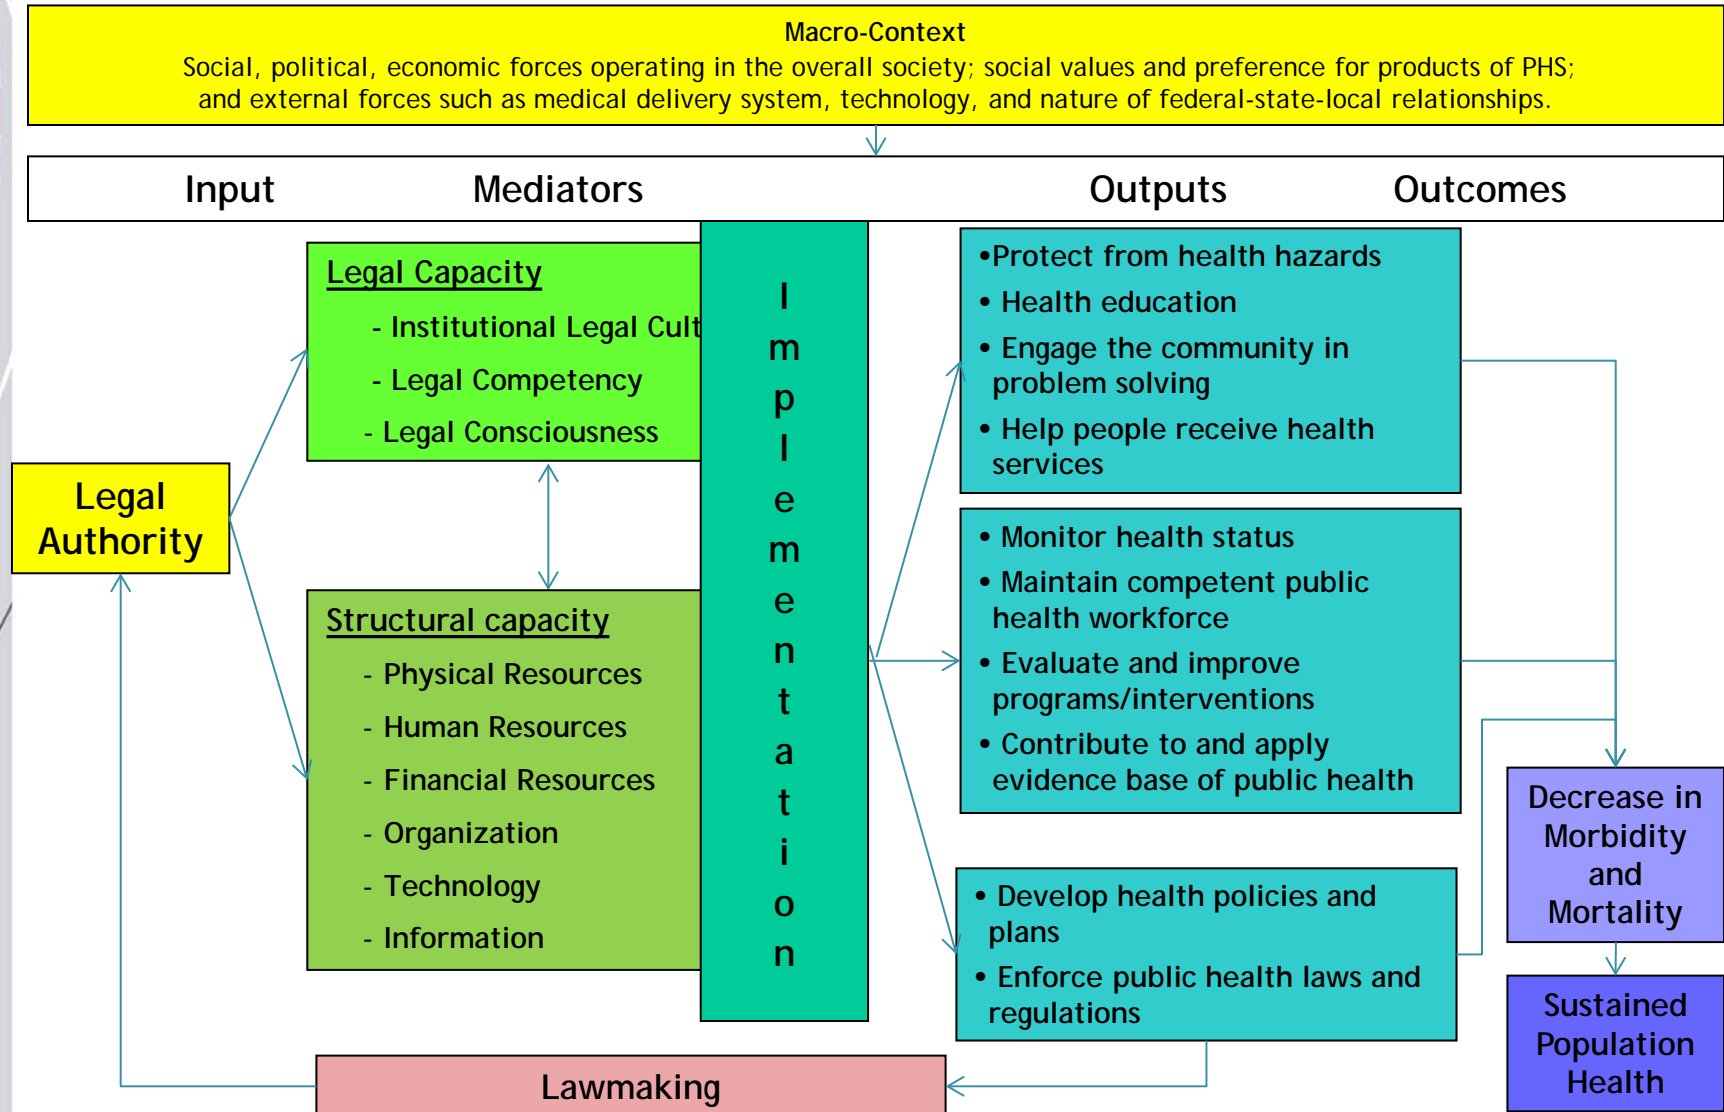 Macro-Context
Social, political, economic forces operating in the overall society; social values and preference for products of PHS;
and external forces such as medical delivery system, technology, and nature of federal-state-local relationships.
Input Mediators Outputs Outcomes
Legal
Authority
Legal Capacity
- Institutional Legal Cult
- Legal Competency
- Legal Consciousness
Structural capacity
- Physical Resources
- Human Resources
- Financial Resources
- Organization
- Technology
- Information
I
m
p
l
e
m
e
n
t
a
t
i
o
n
•Protect from health hazards
• Health education
• Engage the community in
problem solving
• Help people receive health
services
• Monitor health status
• Maintain competent public
health workforce
• Evaluate and improve
programs/interventions
• Contribute to and apply
evidence base of public health
• Develop health policies and
plans
• Enforce public health laws and
regulations
Decrease in
Morbidity
and
Mortality
Sustained
Population
Health
Lawmaking